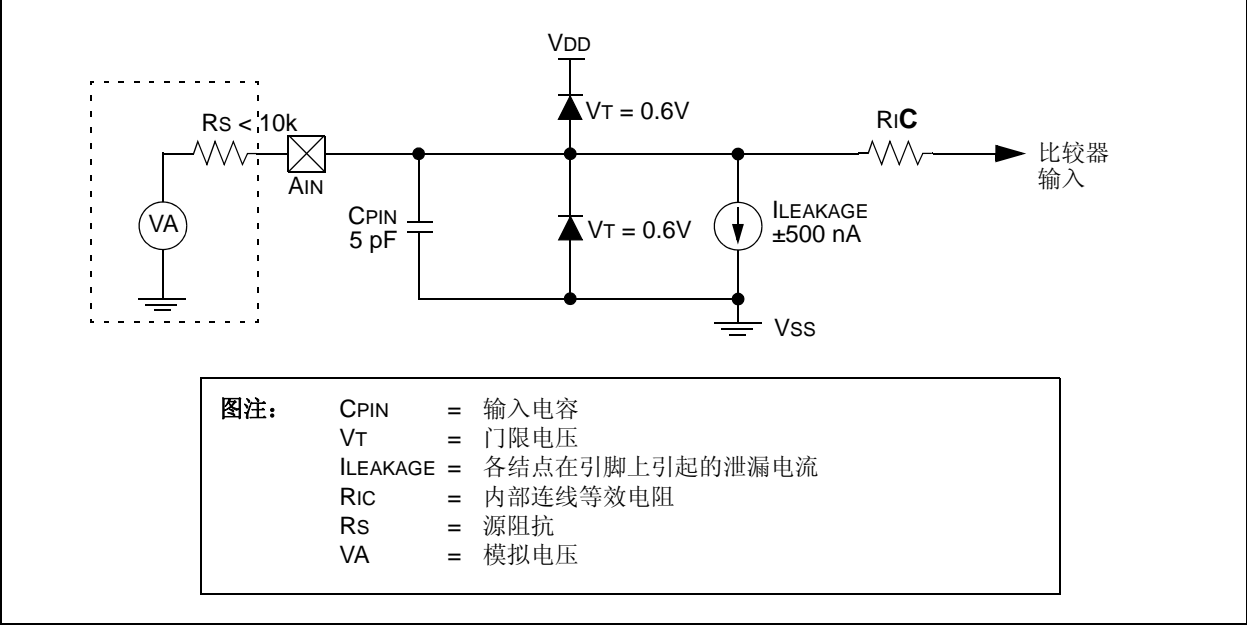 VDD
RS < 10k
VT = 0.6V
RIC
AIN
比较器
输入
VA
CPIN
5 pF
VT = 0.6V
ILEAKAGE
±500 nA
VSS
图注: CPIN = 输入电容
VT = 门限电压
ILEAKAGE = 各结点在引脚上引起的泄漏电流
RIC = 内部连线等效电阻
RS = 源阻抗
VA = 模拟电压